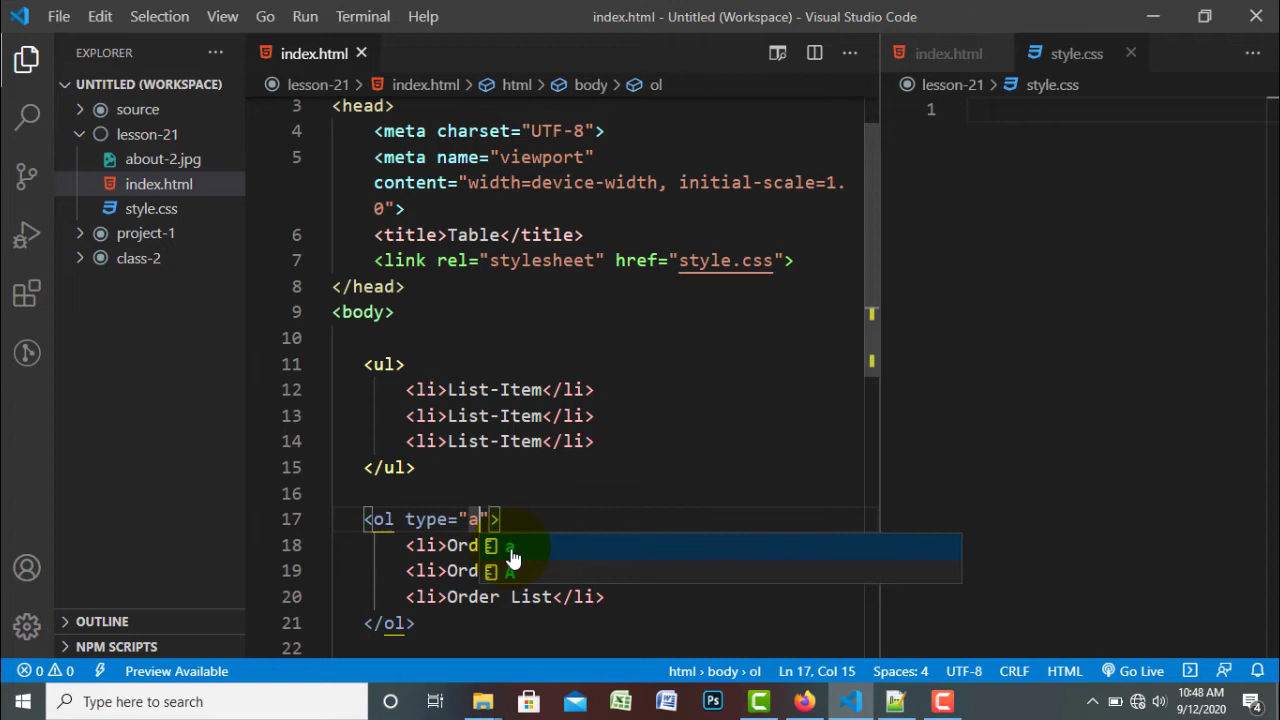 File Edit Selection View Go Run Terminal Help index.html - Untitled (Workspace) - Visual Studio Code
EXPLORER
UNTITLED (WORKSPACE)
source
lesson-21
about-2.jpg
index.html
style.css
project-1
class-2
OUTLINE
NPM SCRIPTS
index.html
lesson-21 index.html html body ol
3 <head>
4 <meta charset="UTF-8">
5 <meta name="viewport"
content="width=device-width, initial-scale=1.
0">
6 <title>Table</title>
7 <link rel="stylesheet" href="style.css">
8 </head>
9 <body>
10
11 <ul>
12 <li>List-Item</li>
13 <li>List-Item</li>
14 <li>List-Item</li>
15 </ul>
16
17 <ol type="a">
18 <li>Ord
a
19 <li>Ord
A
20 <li>Order List</li>
21 </ol>
22
index.html style.css
lesson-21 style.css
1
0 0 Preview Available html > body > ol Ln 17, Col 15 Spaces: 4 UTF-8 CRLF HTML Go Live
Type here to search
10:48 AM
9/12/2020
4